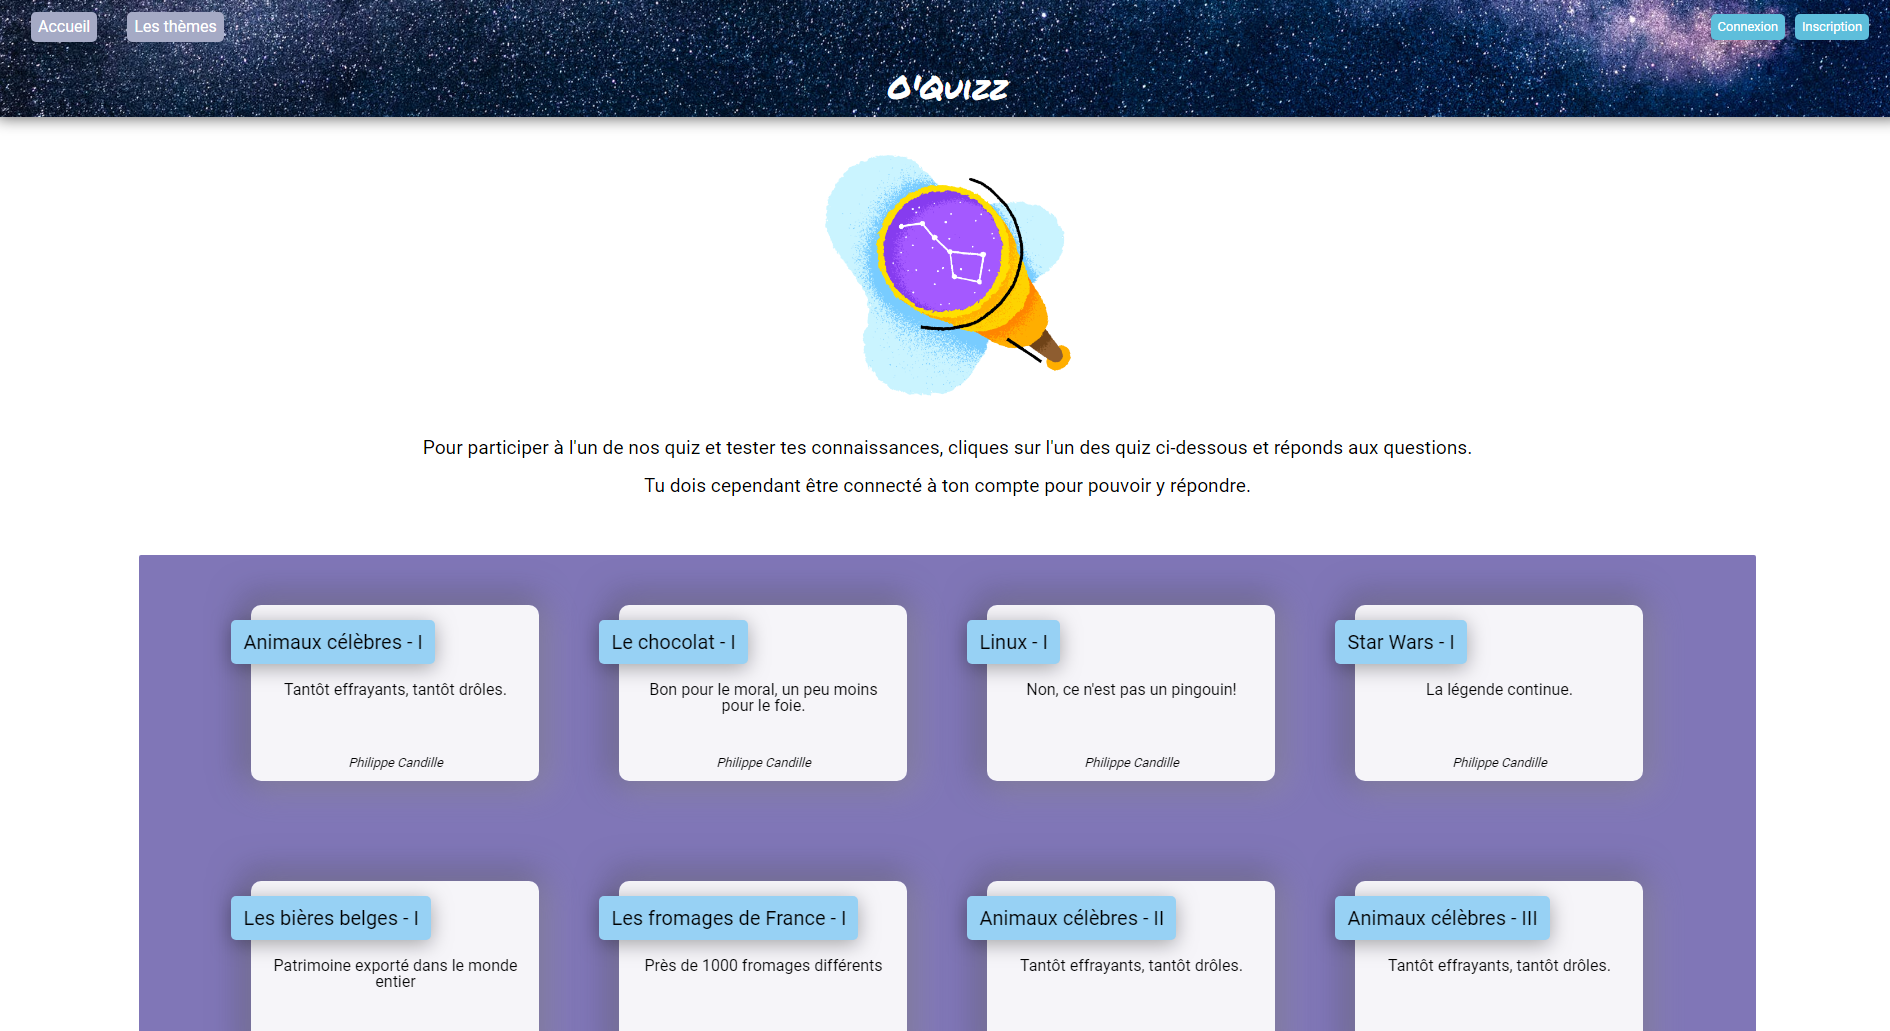 Accueil
Les thèmes
Connexion
Inscription
O'Quizz
Pour participer à l'un de nos quiz et tester tes connaissances, cliques sur l'un des quiz ci-dessous et réponds aux questions.
Tu dois cependant être connecté à ton compte pour pouvoir y répondre.
Animaux célèbres - I
Tantôt effrayants, tantôt drôles.
Philippe Candille
Le chocolat - I
Bon pour le moral, un peu moins
pour le foie.
Philippe Candille
Linux - I
Non, ce n'est pas un pingouin!
Philippe Candille
Star Wars - I
La légende continue.
Philippe Candille
Les bières belges - I
Patrimoine exporté dans le monde
entier
Les fromages de France - I
Près de 1000 fromages différents
Animaux célèbres - II
Tantôt effrayants, tantôt drôles.
Animaux célèbres - III
Tantôt effrayants, tantôt drôles.